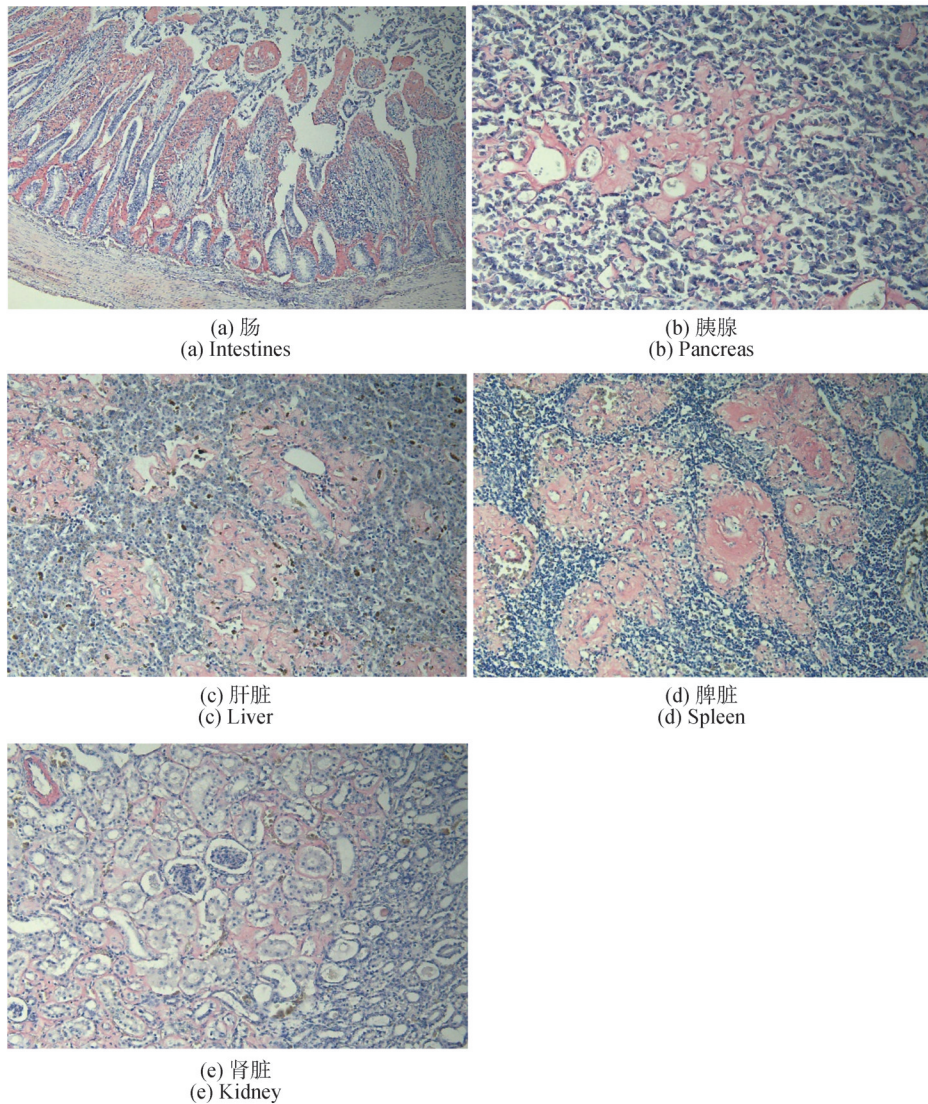 (a) 肠
(a) Intestines
(b) 胰腺
(b) Pancreas
(c) 肝脏
(c) Liver
(d) 脾脏
(d) Spleen
(e) 肾脏
(e) Kidney